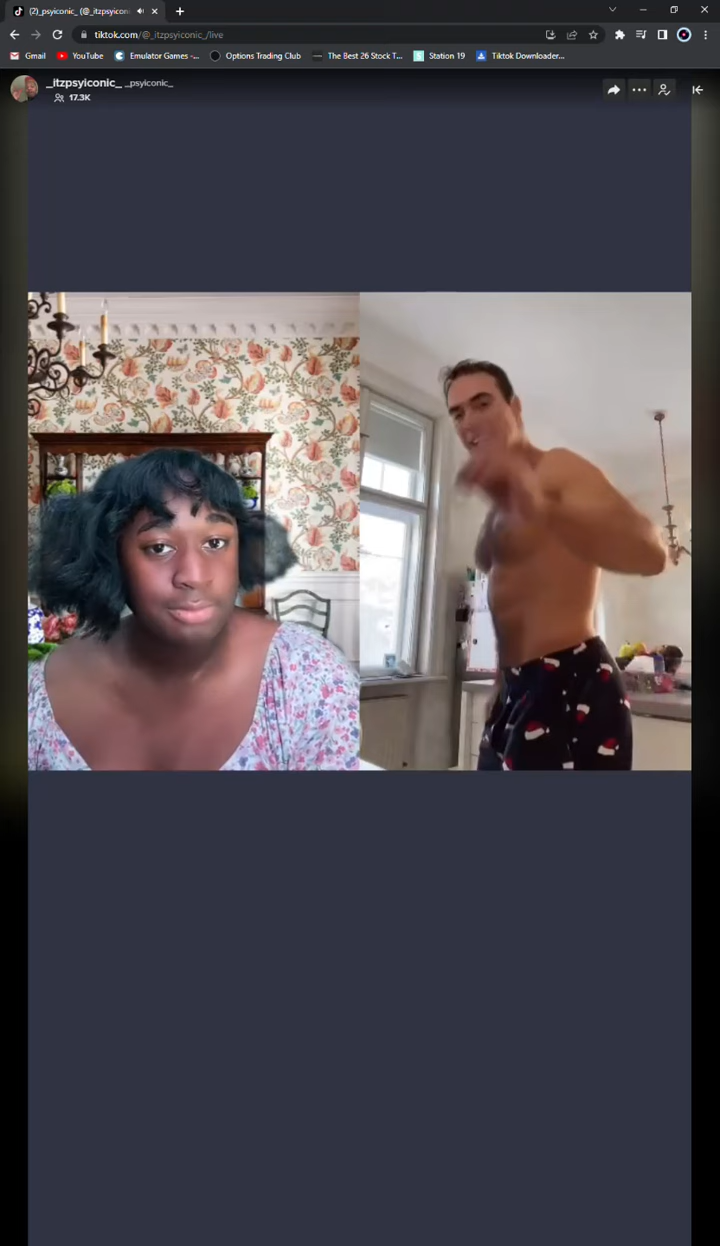 (2)_psyiconic_ (@_itzpsyiconi
tiktok.com/@_itzpsyiconic_/live
Gmail YouTube Emulator Games -... Options Trading Club The Best 26 Stock T... Station 19 Tiktok Downloader...
_itzpsyiconic_ _psyiconic_
17.3K